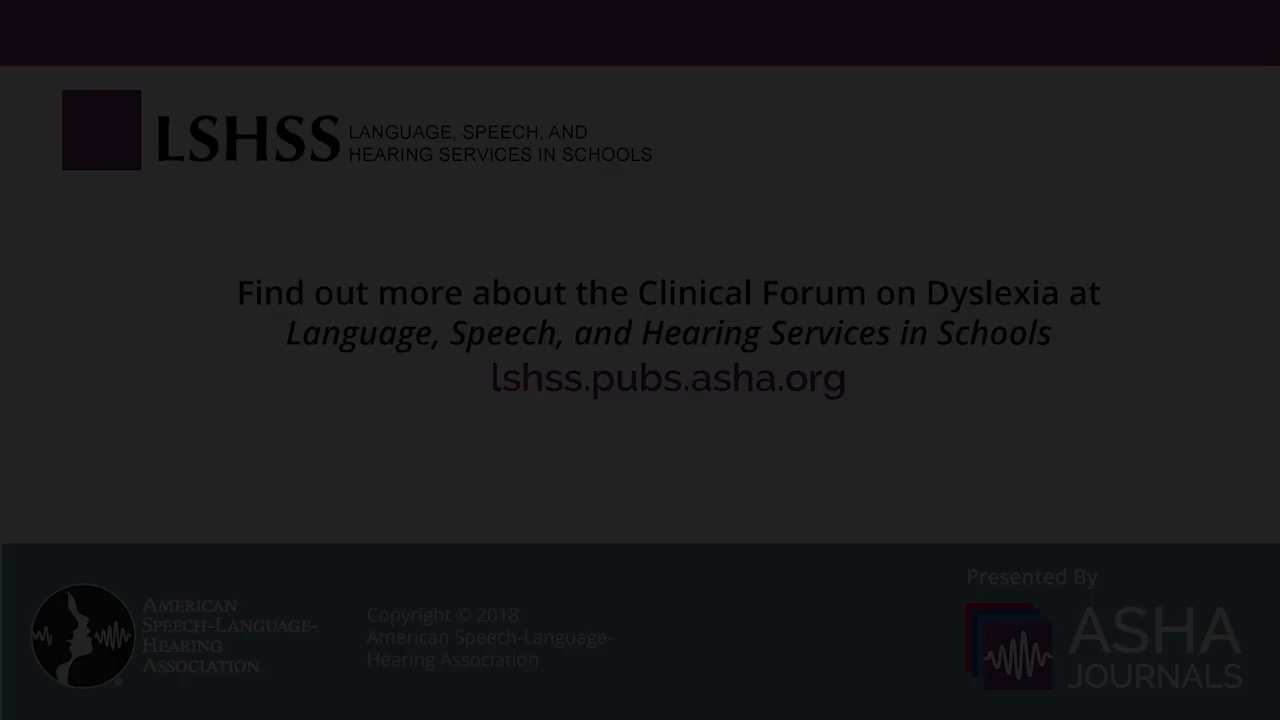 LSHSS LANGUAGE, SPEECH, AND
HEARING SERVICES IN SCHOOLS
Find out more about the Clinical Forum on Dyslexia at
Language, Speech, and Hearing Services in Schools
lshss.pubs.asha.org
AMERICAN
SPEECH-LANGUAGE-
HEARING
ASSOCIATION
Copyright © 2018
American Speech-Language-
Hearing Association
Presented By
ASHA
JOURNALS